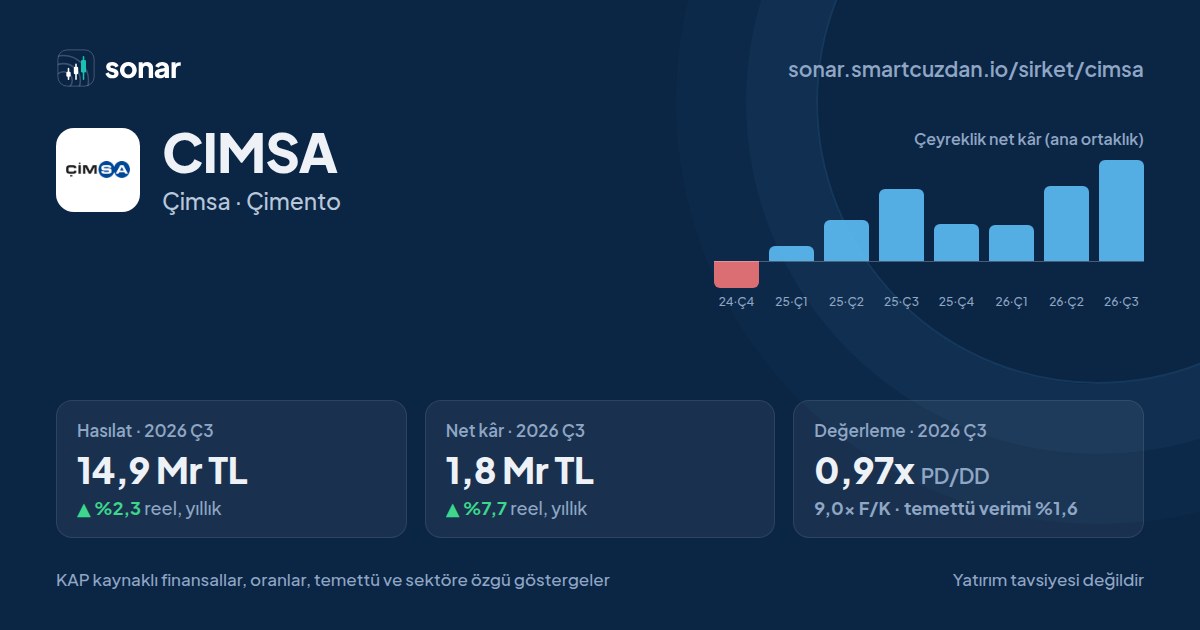 sonar
sonar.smartcuzdan.io/sirket/cimsa
ÇİMSA
CIMSA
Çimsa · Çimento
Çeyreklik net kâr (ana ortaklık)
24-Ç4 25-Ç1 25-Ç2 25-Ç3 25-Ç4 26-Ç1 26-Ç2 26-Ç3
Hasılat · 2026 Ç3
14,9 Mr TL
▲ %2,3 reel, yıllık
Net kâr · 2026 Ç3
1,8 Mr TL
▲ %7,7 reel, yıllık
Değerleme · 2026 Ç3
0,97x PD/DD
9,0× F/K · temettü verimi %1,6
KAP kaynaklı finansallar, oranlar, temettü ve sektöre özgü göstergeler
Yatırım tavsiyesi değildir